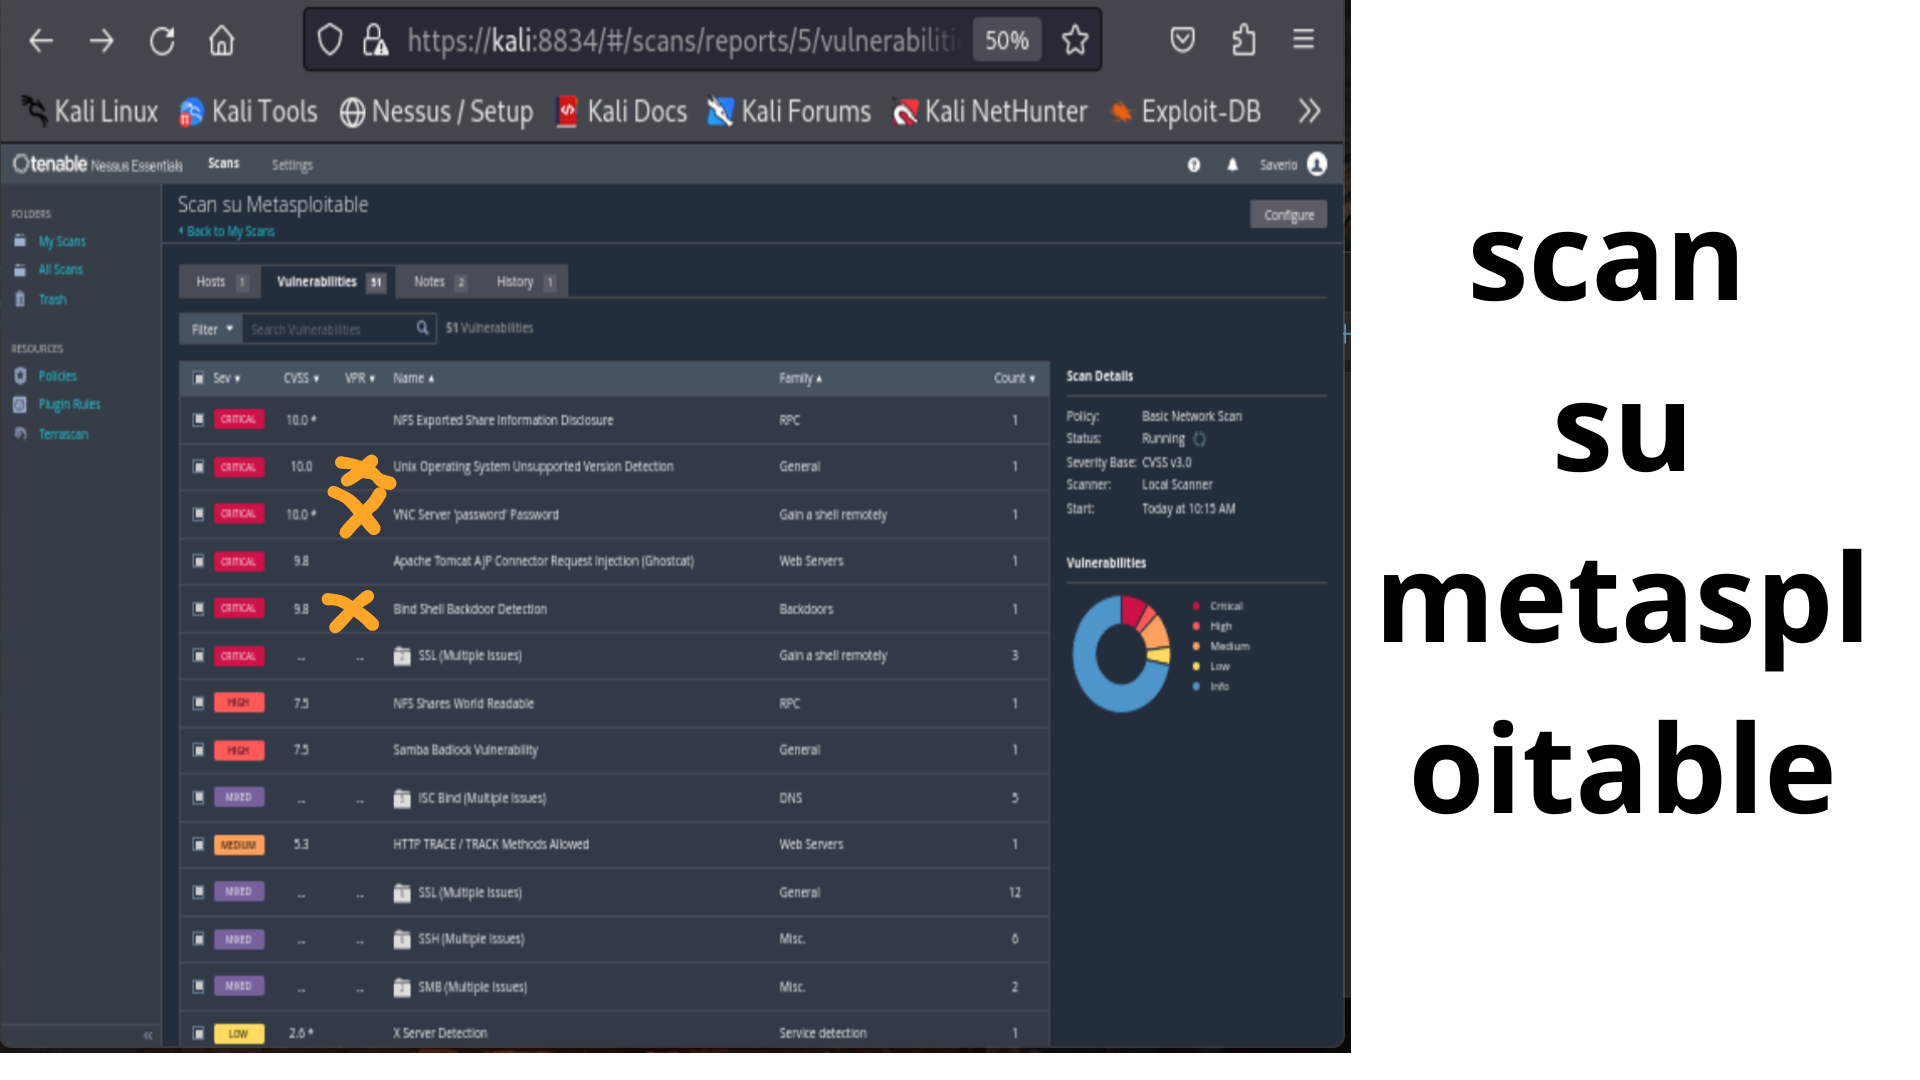 https://kali:8834/#/scans/reports/5/vulnerabiliti
50%
Kali Linux Kali Tools Nessus / Setup Kali Docs Kali Forums Kali NetHunter Exploit-DB
tenable Nessus Essentials Scans Settings Saverio
FOLDERS
My Scans
All Scans
Trash
RESOURCES
Policies
Plugin Rules
Terrascan
Scan su Metasploitable
Configure
Back to My Scans
Hosts 1 Vulnerabilities 51 Notes 2 History 1
Filter Search Vulnerabilities 51 Vulnerabilities
Sev CVSS VPR Name Family Count
CRITICAL 10.0 * NFS Exported Share Information Disclosure RPC 1
CRITICAL 10.0 Unix Operating System Unsupported Version Detection General 1
CRITICAL 10.0 * VNC Server 'password' Password Gain a shell remotely 1
CRITICAL 9.8 Apache Tomcat AJP Connector Request Injection (Ghostcat) Web Servers 1
CRITICAL 9.8 Bind Shell Backdoor Detection Backdoors 1
CRITICAL ... ... SSL (Multiple Issues) Gain a shell remotely 3
HIGH 7.5 NFS Shares World Readable RPC 1
HIGH 7.5 Samba Badlock Vulnerability General 1
MIXED ... ... ISC Bind (Multiple Issues) DNS 5
MEDIUM 5.3 HTTP TRACE / TRACK Methods Allowed Web Servers 1
MIXED ... ... SSL (Multiple Issues) General 12
MIXED ... ... SSH (Multiple Issues) Misc. 6
MIXED ... ... SMB (Multiple Issues) Misc. 2
LOW 2.6 * X Server Detection Service detection 1
Scan Details
Policy: Basic Network Scan
Status: Running
Severity Base: CVSS v3.0
Scanner: Local Scanner
Start: Today at 10:15 AM
Vulnerabilities
Critical
High
Medium
Low
Info
scan
su
metaspl
oitable